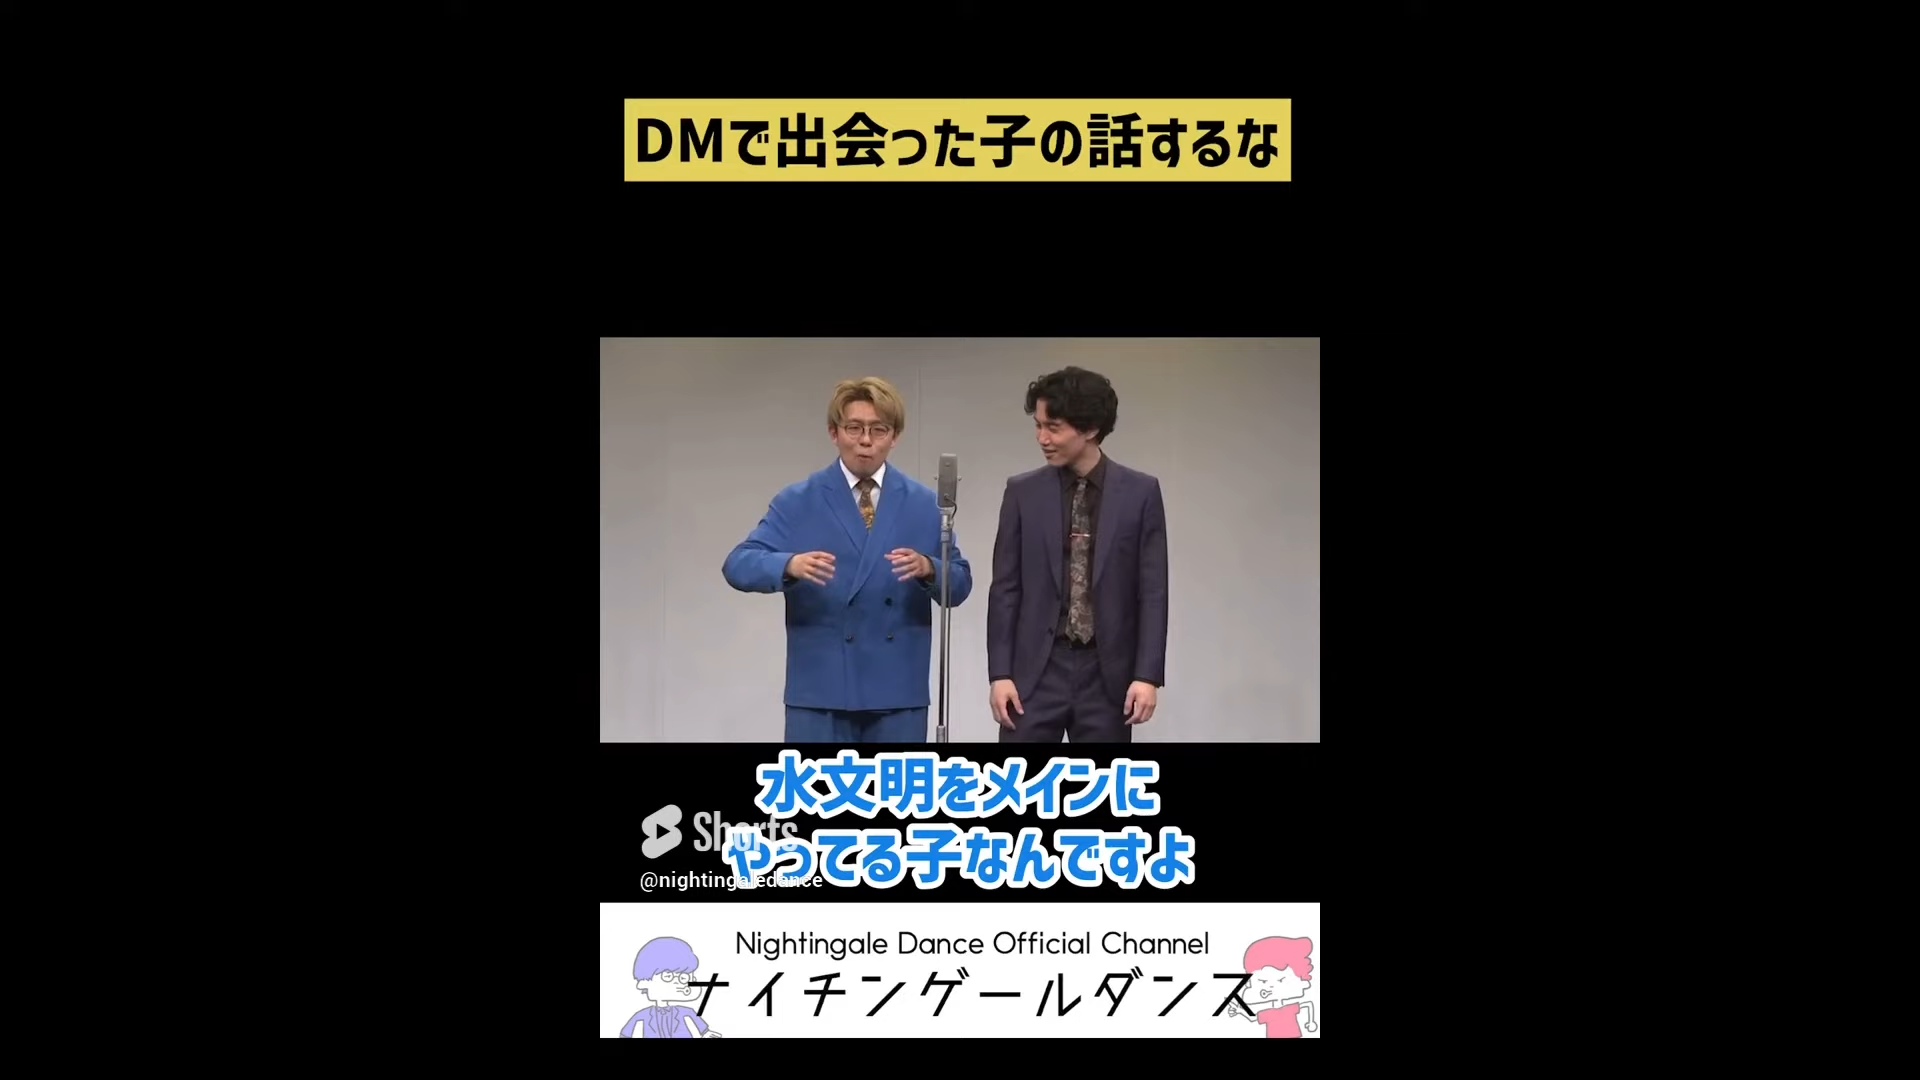 DMで出会った子の話するな
水文明をメインに
やってる子なんですよ
Shorts
@nightingaledance
Nightingale Dance Official Channel
ナイチンゲールダンス